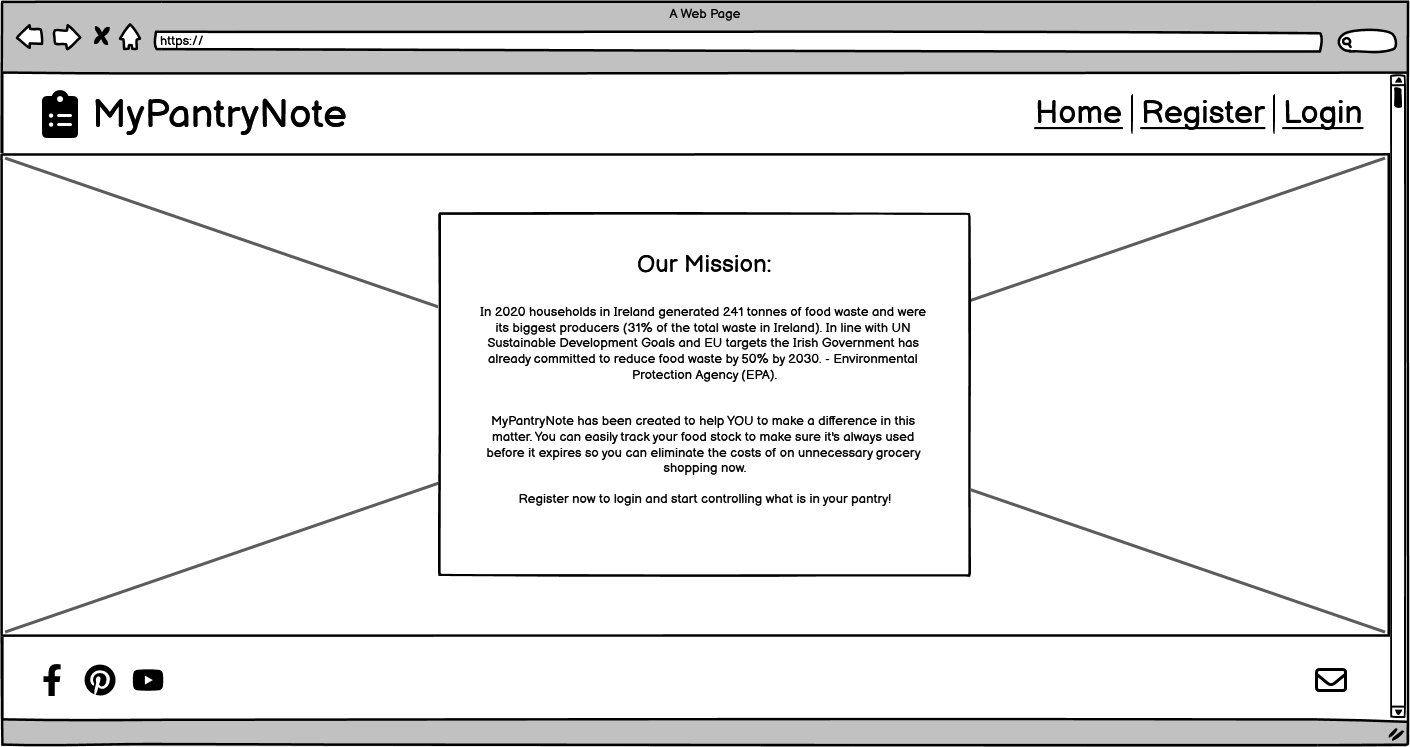 A Web Page
https://
MyPantryNote
Home Register Login
Our Mission:
In 2020 households in Ireland generated 241 tonnes of food waste and were
its biggest producers (31% of the total waste in Ireland). In line with UN
Sustainable Development Goals and EU targets the Irish Government has
already committed to reduce food waste by 50% by 2030. - Environmental
Protection Agency (EPA).
MyPantryNote has been created to help YOU to make a difference in this
matter. You can easily track your food stock to make sure it's always used
before it expires so you can eliminate the costs of on unnecessary grocery
shopping now.
Register now to login and start controlling what is in your pantry!